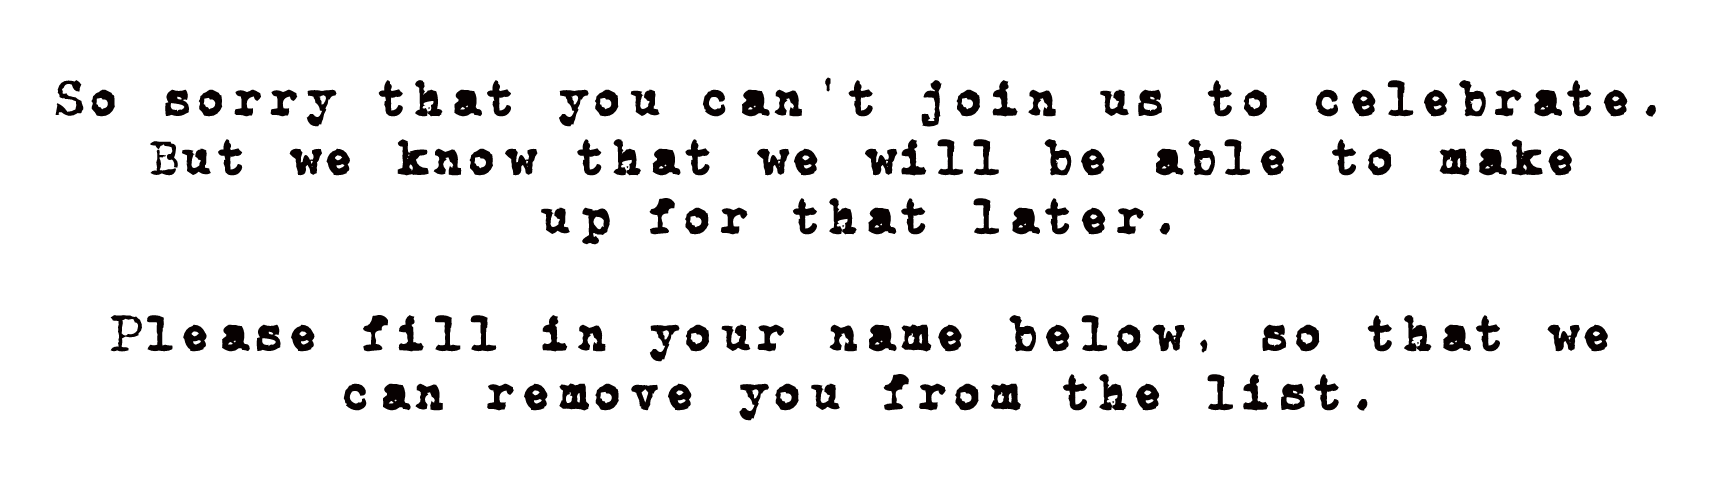 So sorry that you can't join us to celebrate.
But we know that we will be able to make
up for that later.
Please fill in your name below, so that we
can remove you from the list.